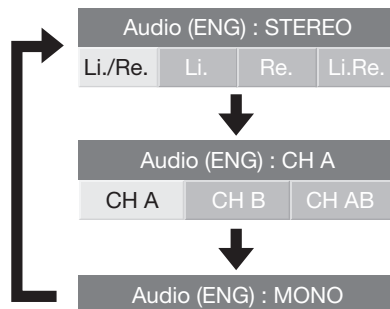 Audio (ENG) : STEREO
Li./Re. Li. Re. Li.Re.
Audio (ENG) : CH A
CH A CH B CH AB
Audio (ENG) : MONO